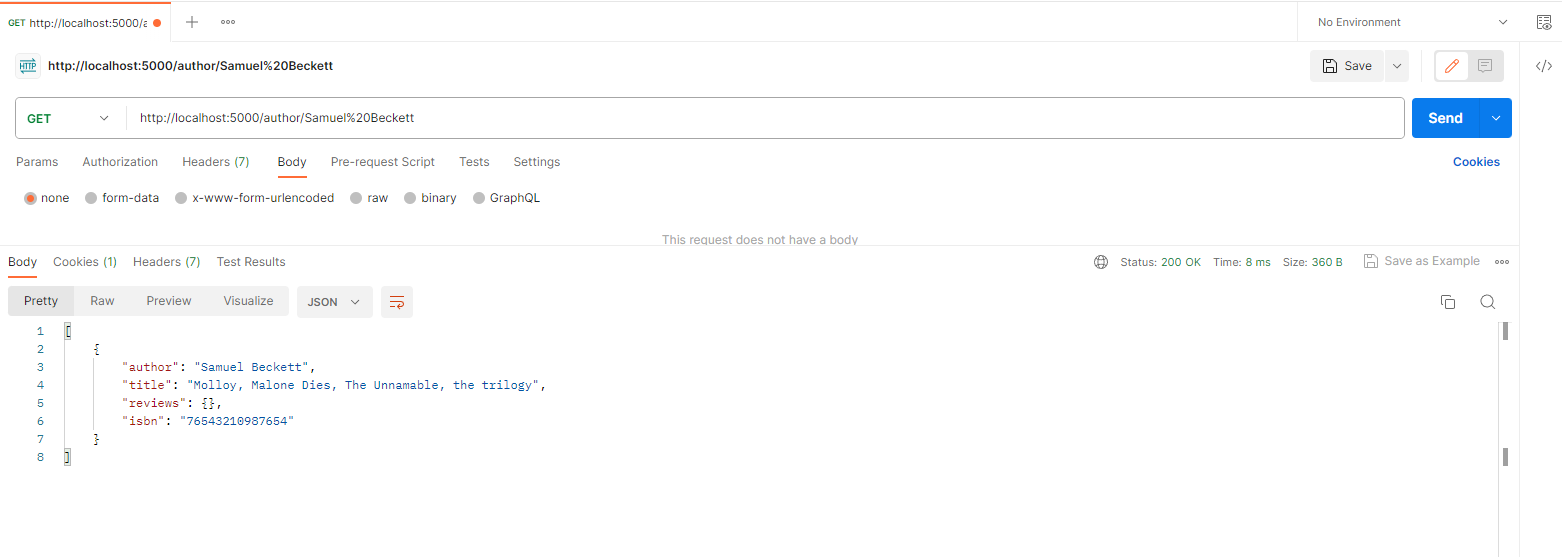 GET http://localhost:5000/a
No Environment
HTTP http://localhost:5000/author/Samuel%20Beckett
Save
GET http://localhost:5000/author/Samuel%20Beckett
Send
Params Authorization Headers (7) Body Pre-request Script Tests Settings Cookies
none form-data x-www-form-urlencoded raw binary GraphQL
This request does not have a body
Body Cookies (1) Headers (7) Test Results Status: 200 OK Time: 8 ms Size: 360 B Save as Example
Pretty Raw Preview Visualize JSON
1 [
2 {
3 "author": "Samuel Beckett",
4 "title": "Molloy, Malone Dies, The Unnamable, the trilogy",
5 "reviews": {},
6 "isbn": "76543210987654"
7 }
8 ]